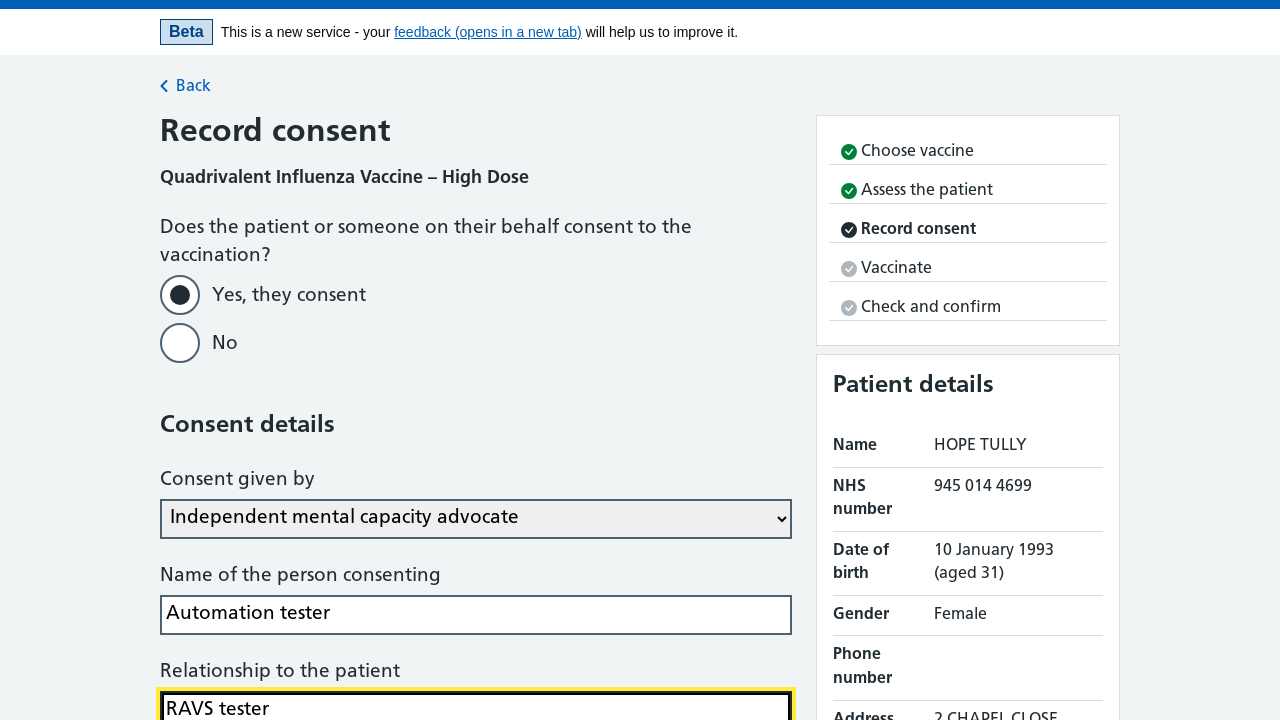 Beta This is a new service - your feedback (opens in a new tab) will help us to improve it.
Back
Record consent
Quadrivalent Influenza Vaccine – High Dose
Does the patient or someone on their behalf consent to the
vaccination?
Yes, they consent
No
Consent details
Consent given by
Independent mental capacity advocate
Name of the person consenting
Automation tester
Relationship to the patient
RAVS tester
Choose vaccine
Assess the patient
Record consent
Vaccinate
Check and confirm
Patient details
Name HOPE TULLY
NHS 945 014 4699
number
Date of 10 January 1993
birth (aged 31)
Gender Female
Phone
number
Address 2 CHAPEL CLOSE